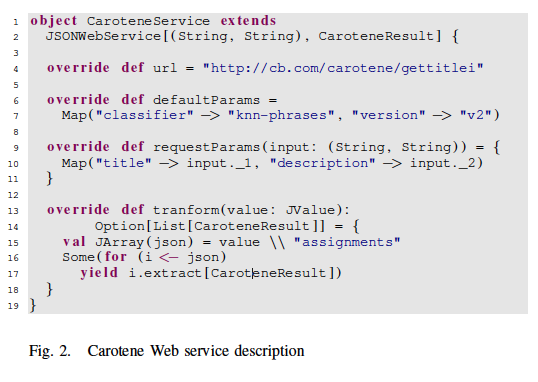 1 object CaroteneService extends
2 JSONWebService[(String, String), CaroteneResult] {
3
4 override def url = "http://cb.com/carotene/gettitlei"
5
6 override def defaultParams =
7 Map("classifier" -> "knn-phrases", "version" -> "v2")
8
9 override def requestParams(input: (String, String)) = {
10 Map("title" -> input._1, "description" -> input._2)
11 }
12
13 override def tranform(value: JValue):
14 Option[List[CaroteneResult]] = {
15 val JArray(json) = value \\ "assignments"
16 Some(for (i <- json)
17 yield i.extract[CaroteneResult])
18 }
19 }
Fig. 2. Carotene Web service description